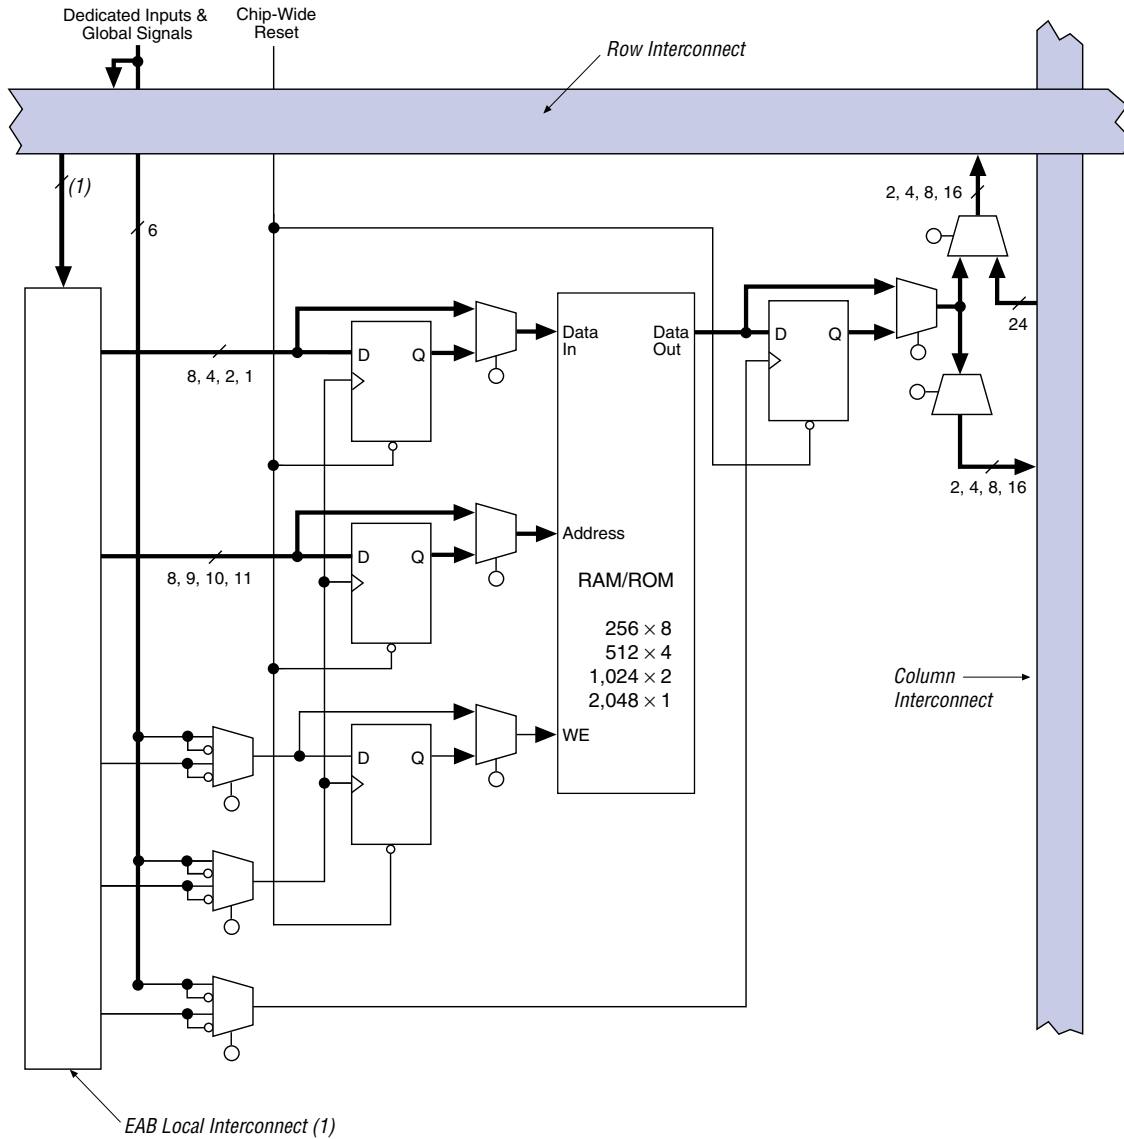 Dedicated Inputs &
Global Signals
Chip-Wide
Reset
Row Interconnect
(1)
6
2, 4, 8, 16
24
8, 4, 2, 1
D
Q
Data
In
Data
Out
D
Q
2, 4, 8, 16
8, 9, 10, 11
D
Q
Address
RAM/ROM
256 × 8
512 × 4
1,024 × 2
2,048 × 1
Column
Interconnect
D
Q
WE
EAB Local Interconnect (1)